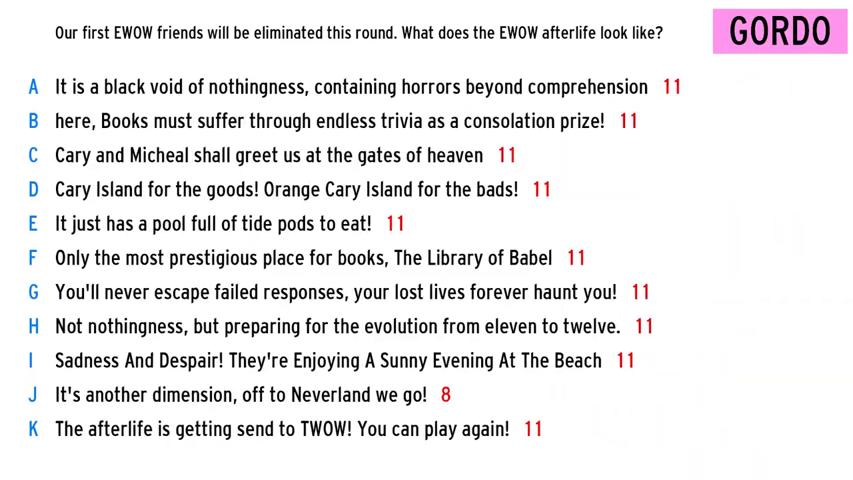 Our first EWOW friends will be eliminated this round. What does the EWOW afterlife look like?
GORDO
A It is a black void of nothingness, containing horrors beyond comprehension 11
B here, Books must suffer through endless trivia as a consolation prize! 11
C Cary and Micheal shall greet us at the gates of heaven 11
D Cary Island for the goods! Orange Cary Island for the bads! 11
E It just has a pool full of tide pods to eat! 11
F Only the most prestigious place for books, The Library of Babel 11
G You'll never escape failed responses, your lost lives forever haunt you! 11
H Not nothingness, but preparing for the evolution from eleven to twelve. 11
I Sadness And Despair! They're Enjoying A Sunny Evening At The Beach 11
J It's another dimension, off to Neverland we go! 8
K The afterlife is getting send to TWOW! You can play again! 11